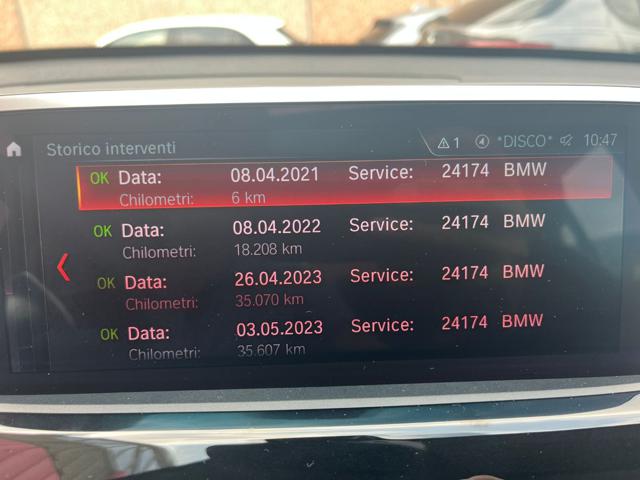 Storico interventi
1 *DISCO* 10:47
OK Data: 08.04.2021 Service: 24174 BMW
Chilometri: 6 km
OK Data: 08.04.2022 Service: 24174 BMW
Chilometri: 18.208 km
OK Data: 26.04.2023 Service: 24174 BMW
Chilometri: 35.070 km
OK Data: 03.05.2023 Service: 24174 BMW
Chilometri: 35.607 km